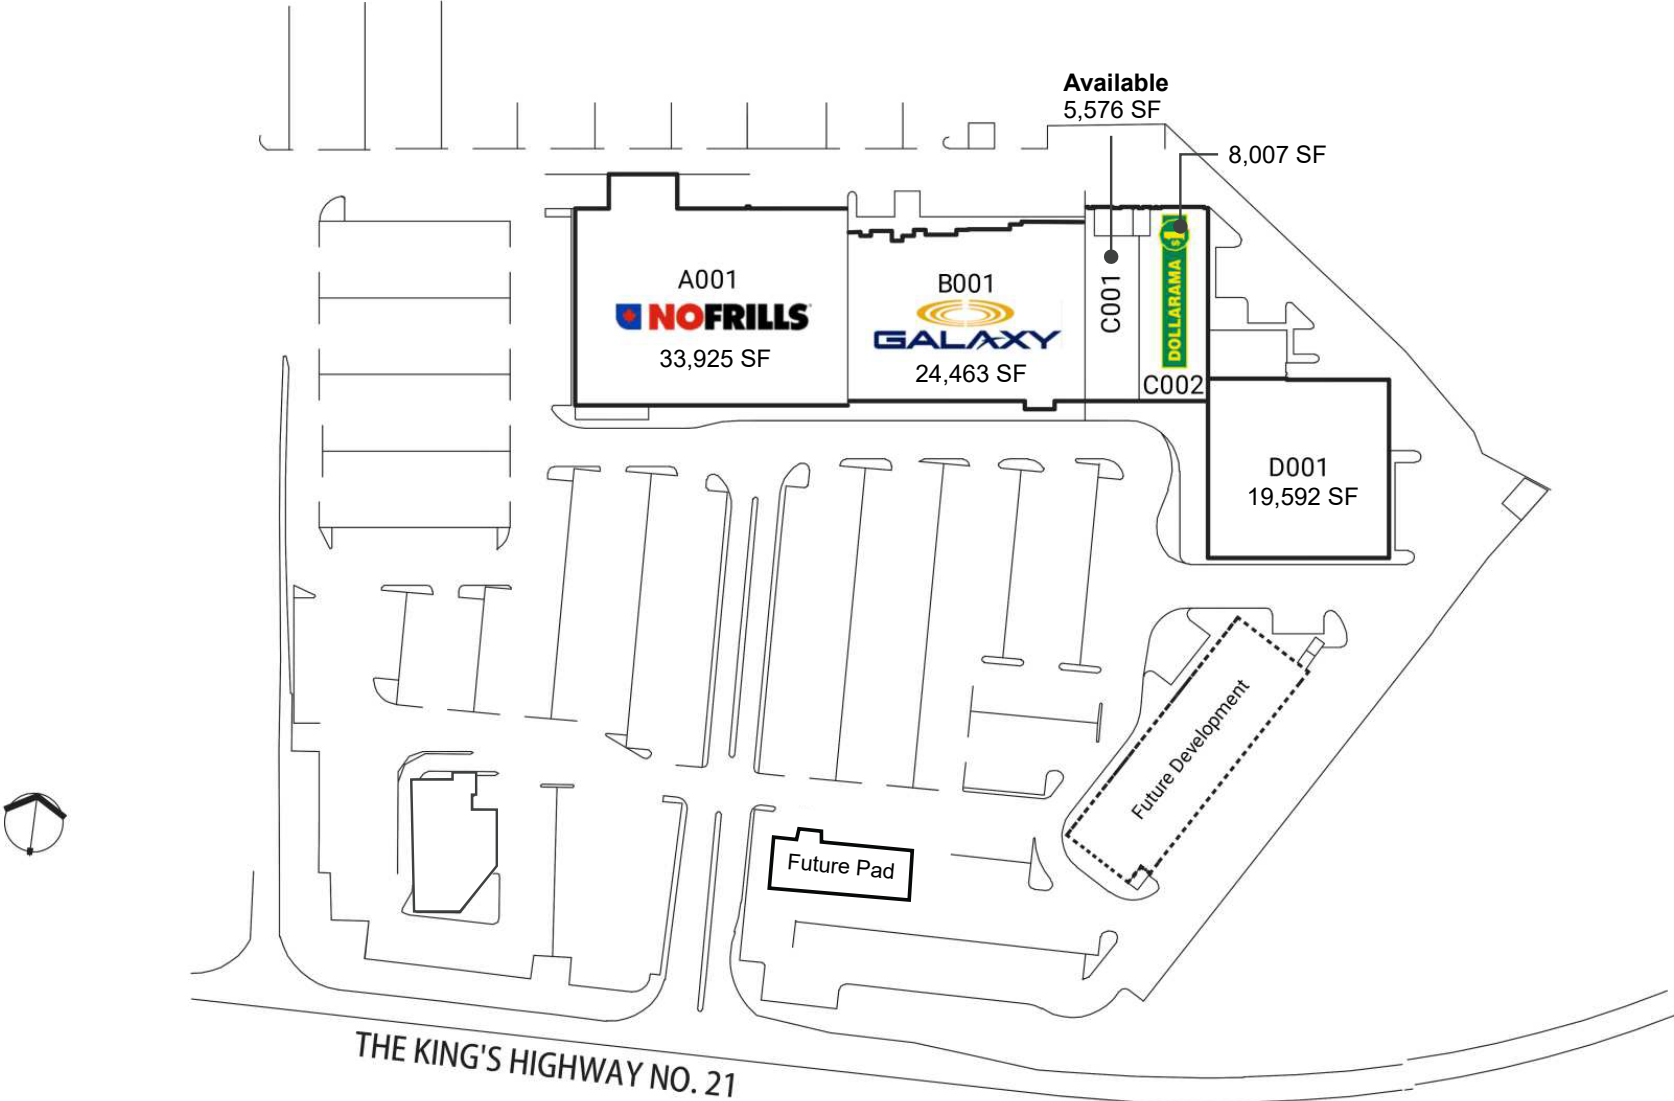 Available
5,576 SF
8,007 SF
A001
NOFRILLS
33,925 SF
B001
GALAXY
24,463 SF
C001
DOLLARAMA
$1
C002
D001
19,592 SF
Future Development
Future Pad
THE KING'S HIGHWAY NO. 21